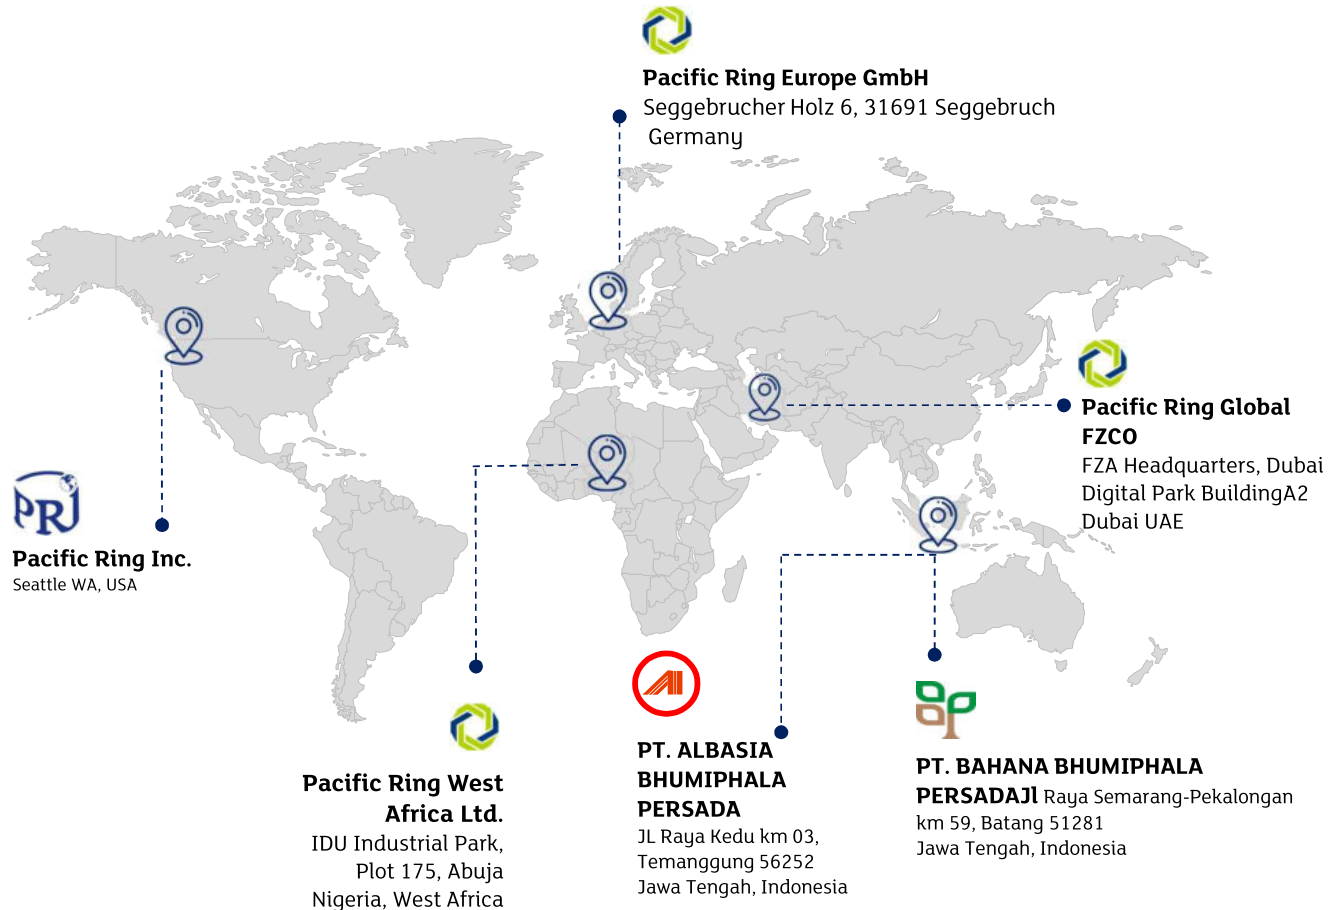 Pacific Ring Europe GmbH
Seggebrucher Holz 6, 31691 Seggebruch
Germany
Pacific Ring Global
FZCO
FZA Headquarters, Dubai
Digital Park BuildingA2
Dubai UAE
PRI
Pacific Ring Inc.
Seattle WA, USA
Pacific Ring West
Africa Ltd.
IDU Industrial Park,
Plot 175, Abuja
Nigeria, West Africa
PT. ALBASIA
BHUMIPHALA
PERSADA
JL Raya Kedu km 03,
Temanggung 56252
Jawa Tengah, Indonesia
PT. BAHANA BHUMIPHALA
PERSADAJl Raya Semarang-Pekalongan
km 59, Batang 51281
Jawa Tengah, Indonesia